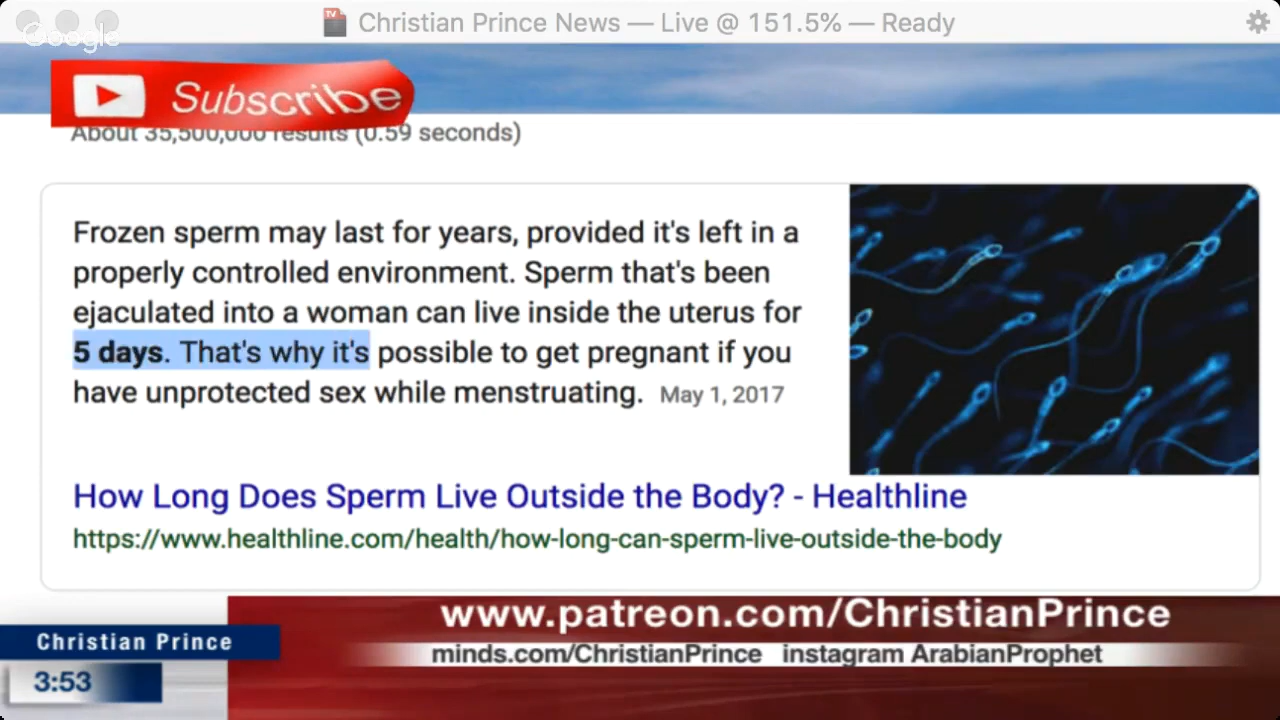 Christian Prince News — Live @ 151.5% — Ready
Google
TV
Subscribe
About 35,500,000 results (0.59 seconds)
Frozen sperm may last for years, provided it's left in a
properly controlled environment. Sperm that's been
ejaculated into a woman can live inside the uterus for
5 days. That's why it's possible to get pregnant if you
have unprotected sex while menstruating. May 1, 2017
How Long Does Sperm Live Outside the Body? - Healthline
https://www.healthline.com/health/how-long-can-sperm-live-outside-the-body
www.patreon.com/ChristianPrince
Christian Prince
minds.com/ChristianPrince instagram ArabianProphet
3:53